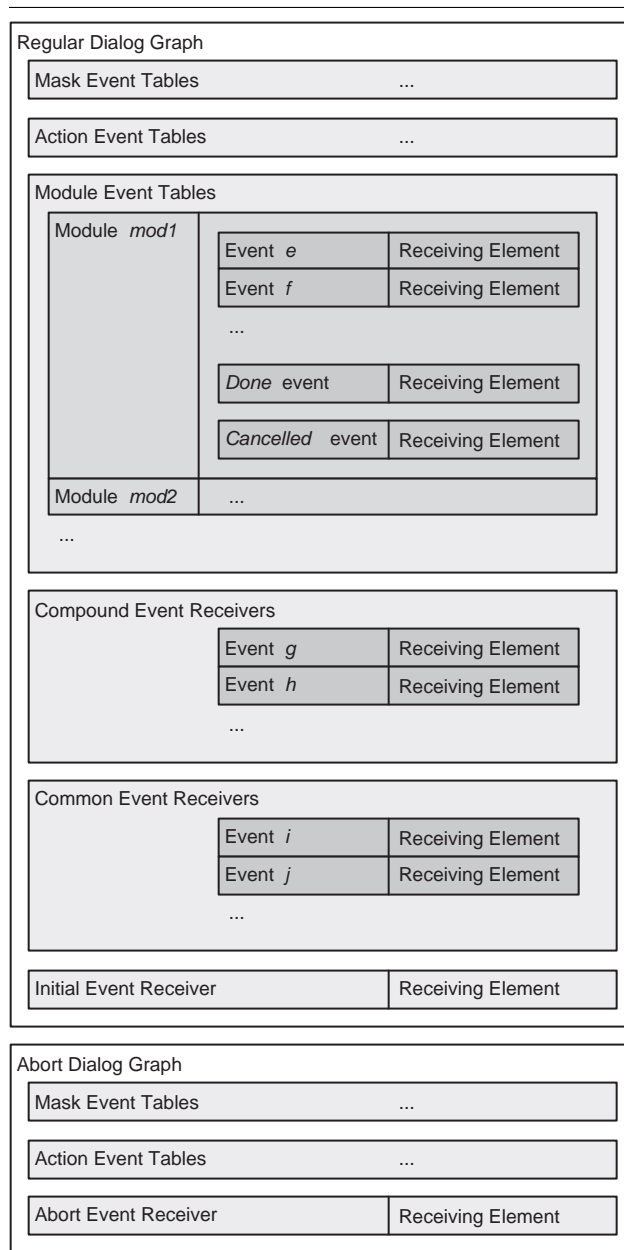 Regular Dialog Graph
Mask Event Tables ...
Action Event Tables ...
Module Event Tables
Module mod1
Event e Receiving Element
Event f Receiving Element
...
Done event Receiving Element
Cancelled event Receiving Element
Module mod2 ...
...
Compound Event Receivers
Event g Receiving Element
Event h Receiving Element
...
Common Event Receivers
Event i Receiving Element
Event j Receiving Element
...
Initial Event Receiver Receiving Element
Abort Dialog Graph
Mask Event Tables ...
Action Event Tables ...
Abort Event Receiver Receiving Element